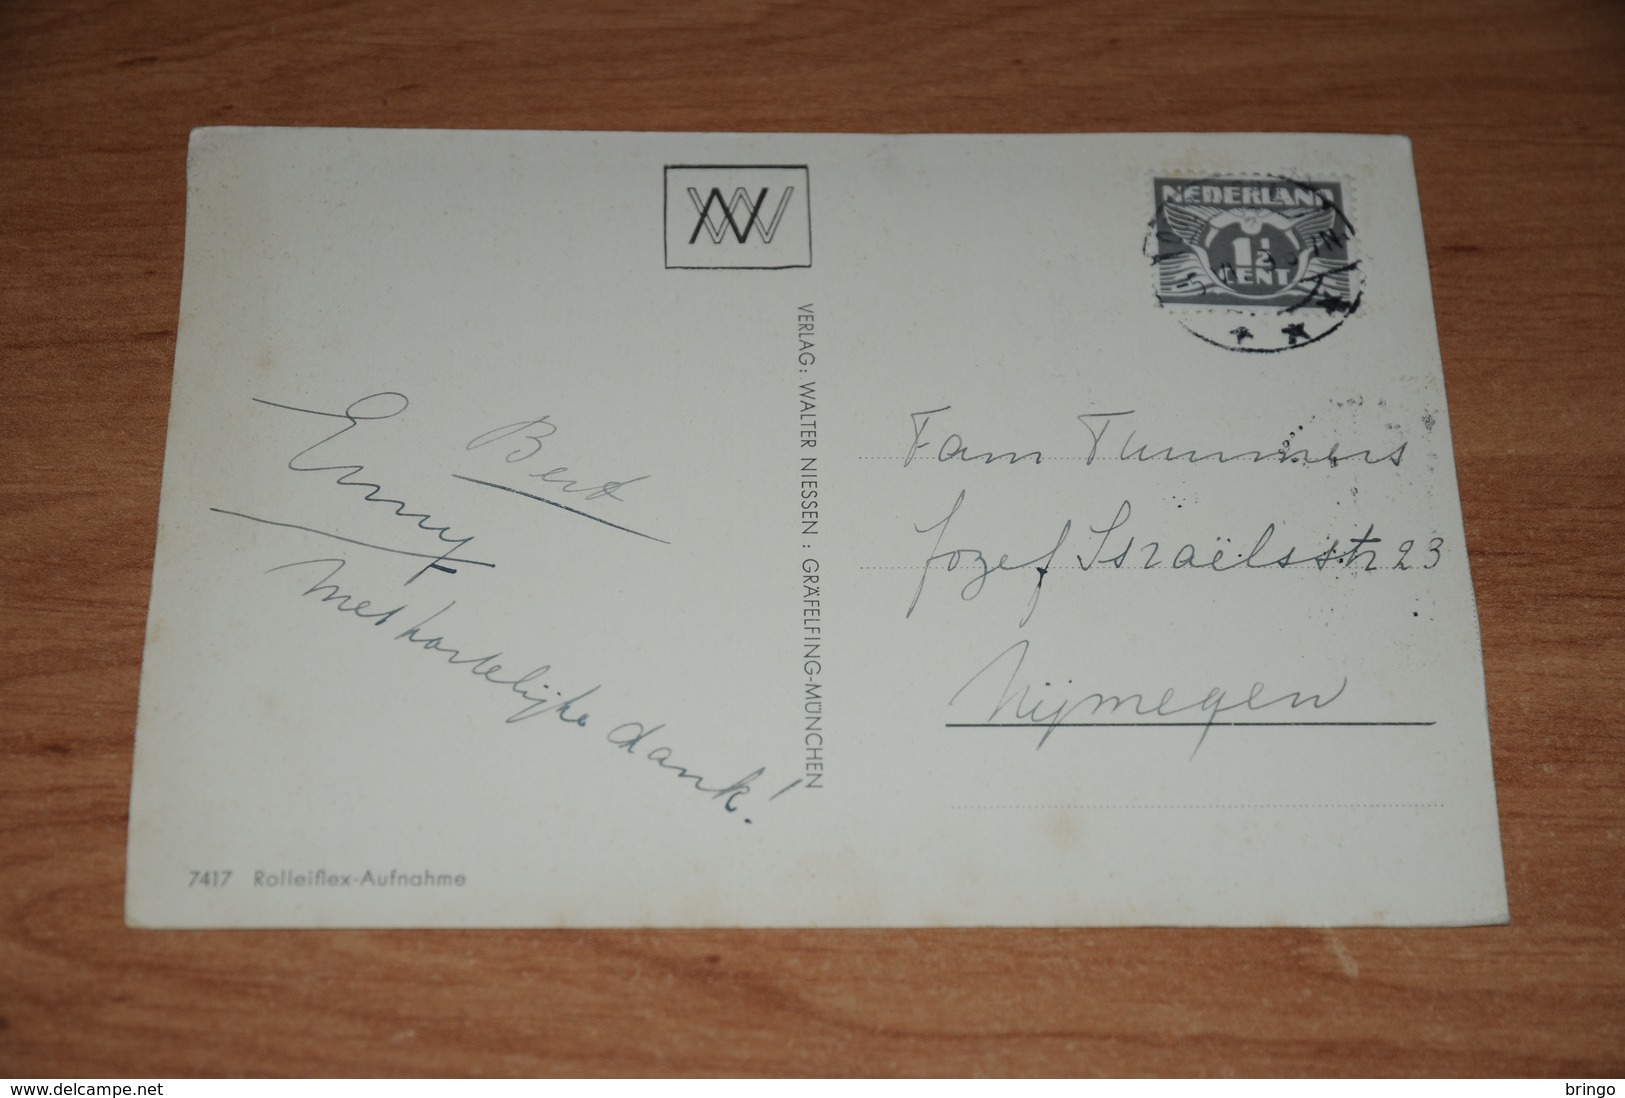 NEDERLAND
1½
CENT
VERLAG: WALTER NIESSEN : GRÄFELFING-MÜNCHEN
Bert
Emmy
Met hartelijke dank!
Fam Tummers
Jozef Israëlsstr 23
Nijmegen
7417 Rolleiflex-Aufnahme
delcampe.net
bringo